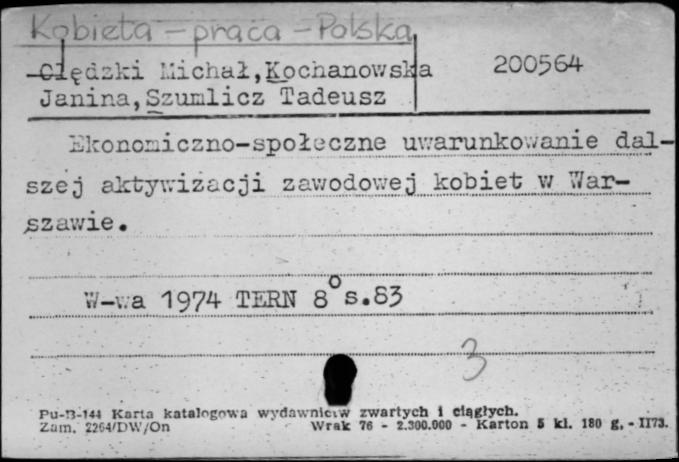 Kobieta - praca - Polska
Olędzki Michał, Kochanowska 200564
Janina, Szumlicz Tadeusz
Ekonomiczno-społeczne uwarunkowanie dal-
szej aktywizacji zawodowej kobiet w War-
szawie.
W-wa 1974 TERN 8° s.83
3
Pu-B-144 Karta katalogowa wydawnictw zwartych i ciągłych.
Zam. 2264/DW/On Wrak 76 - 2.300.000 - Karton 5 kl. 180 g. - II73.